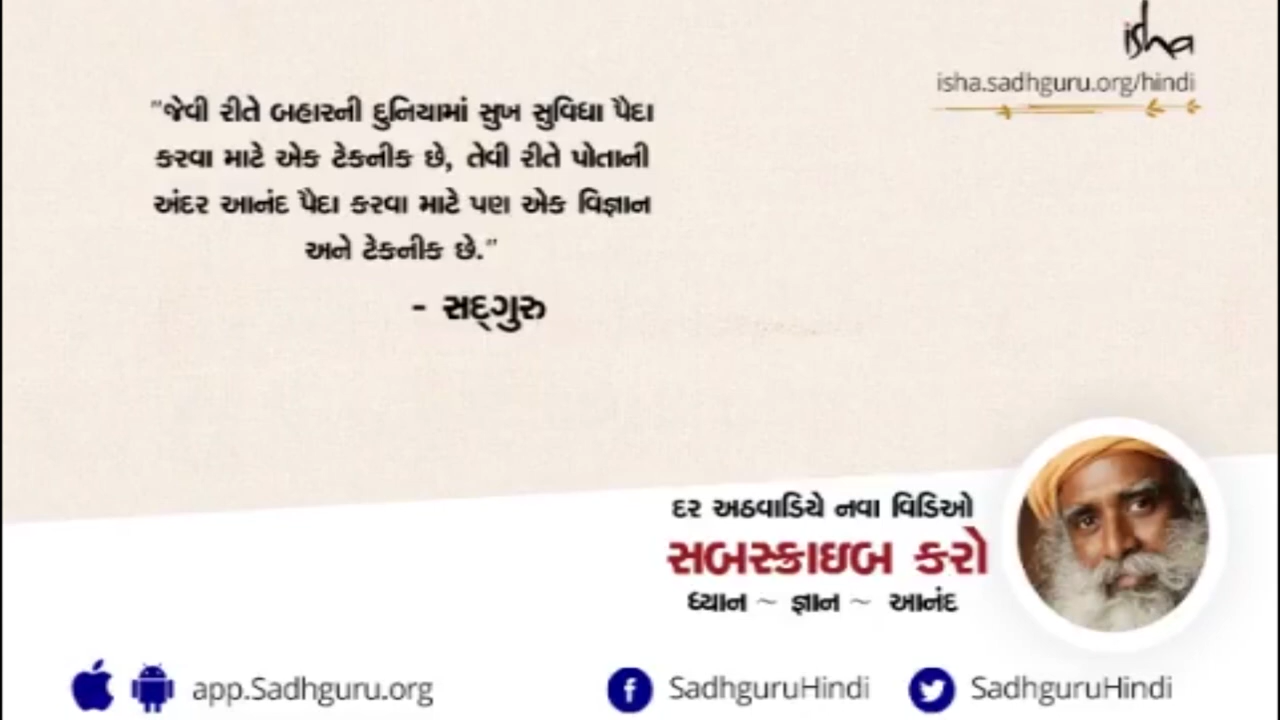 isha
isha.sadhguru.org/hindi
"જેવી રીતે બહારની દુનિયામાં સુખ સુવિધા પૈદા
કરવા માટે એક ટેકનીક છે, તેવી રીતે પોતાની
અંદર આનંદ પૈદા કરવા માટે પણ એક વિજ્ઞાન
અને ટેકનીક છે."
- સદ્‌ગુરુ
દર અઠવાડિયે નવા વિડિઓ
સબસ્ક્રાઇબ કરો
ધ્યાન ~ જ્ઞાન ~ આનંદ
app.Sadhguru.org
SadhguruHindi
SadhguruHindi